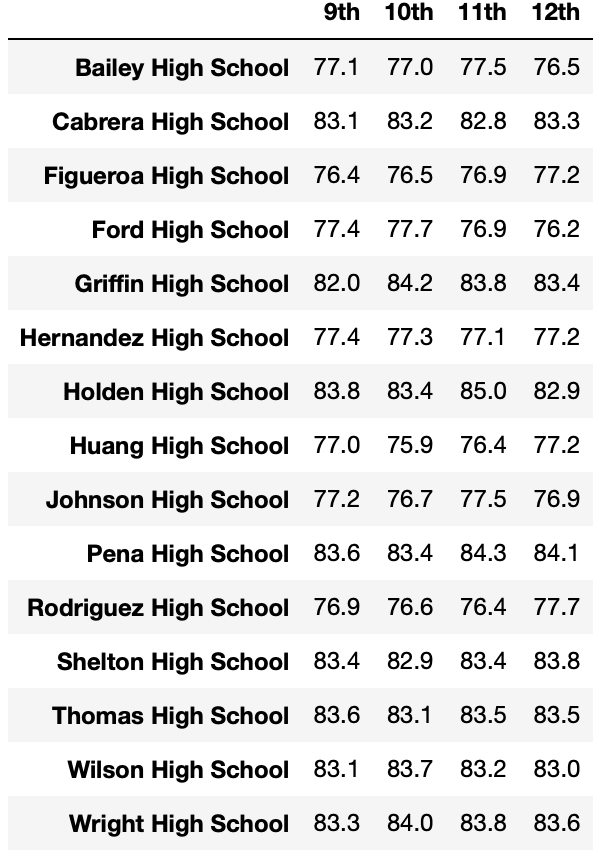 9th 10th 11th 12th
Bailey High School 77.1 77.0 77.5 76.5
Cabrera High School 83.1 83.2 82.8 83.3
Figueroa High School 76.4 76.5 76.9 77.2
Ford High School 77.4 77.7 76.9 76.2
Griffin High School 82.0 84.2 83.8 83.4
Hernandez High School 77.4 77.3 77.1 77.2
Holden High School 83.8 83.4 85.0 82.9
Huang High School 77.0 75.9 76.4 77.2
Johnson High School 77.2 76.7 77.5 76.9
Pena High School 83.6 83.4 84.3 84.1
Rodriguez High School 76.9 76.6 76.4 77.7
Shelton High School 83.4 82.9 83.4 83.8
Thomas High School 83.6 83.1 83.5 83.5
Wilson High School 83.1 83.7 83.2 83.0
Wright High School 83.3 84.0 83.8 83.6